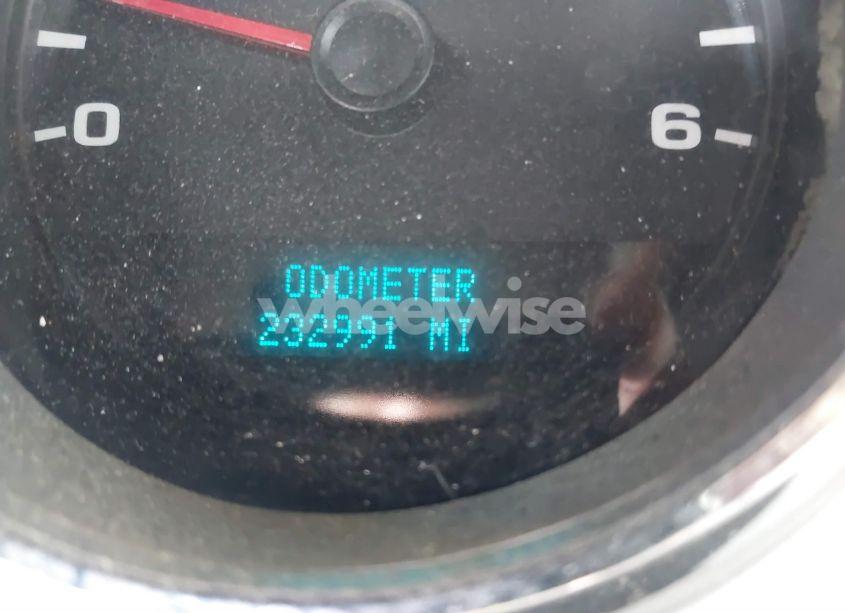 0 6
ODOMETER
wheelwise
232991 MI